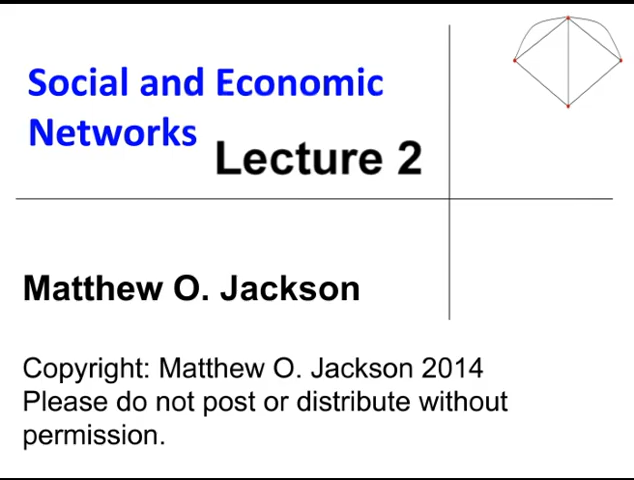 Social and Economic
Networks
Lecture 2
Matthew O. Jackson
Copyright: Matthew O. Jackson 2014
Please do not post or distribute without
permission.